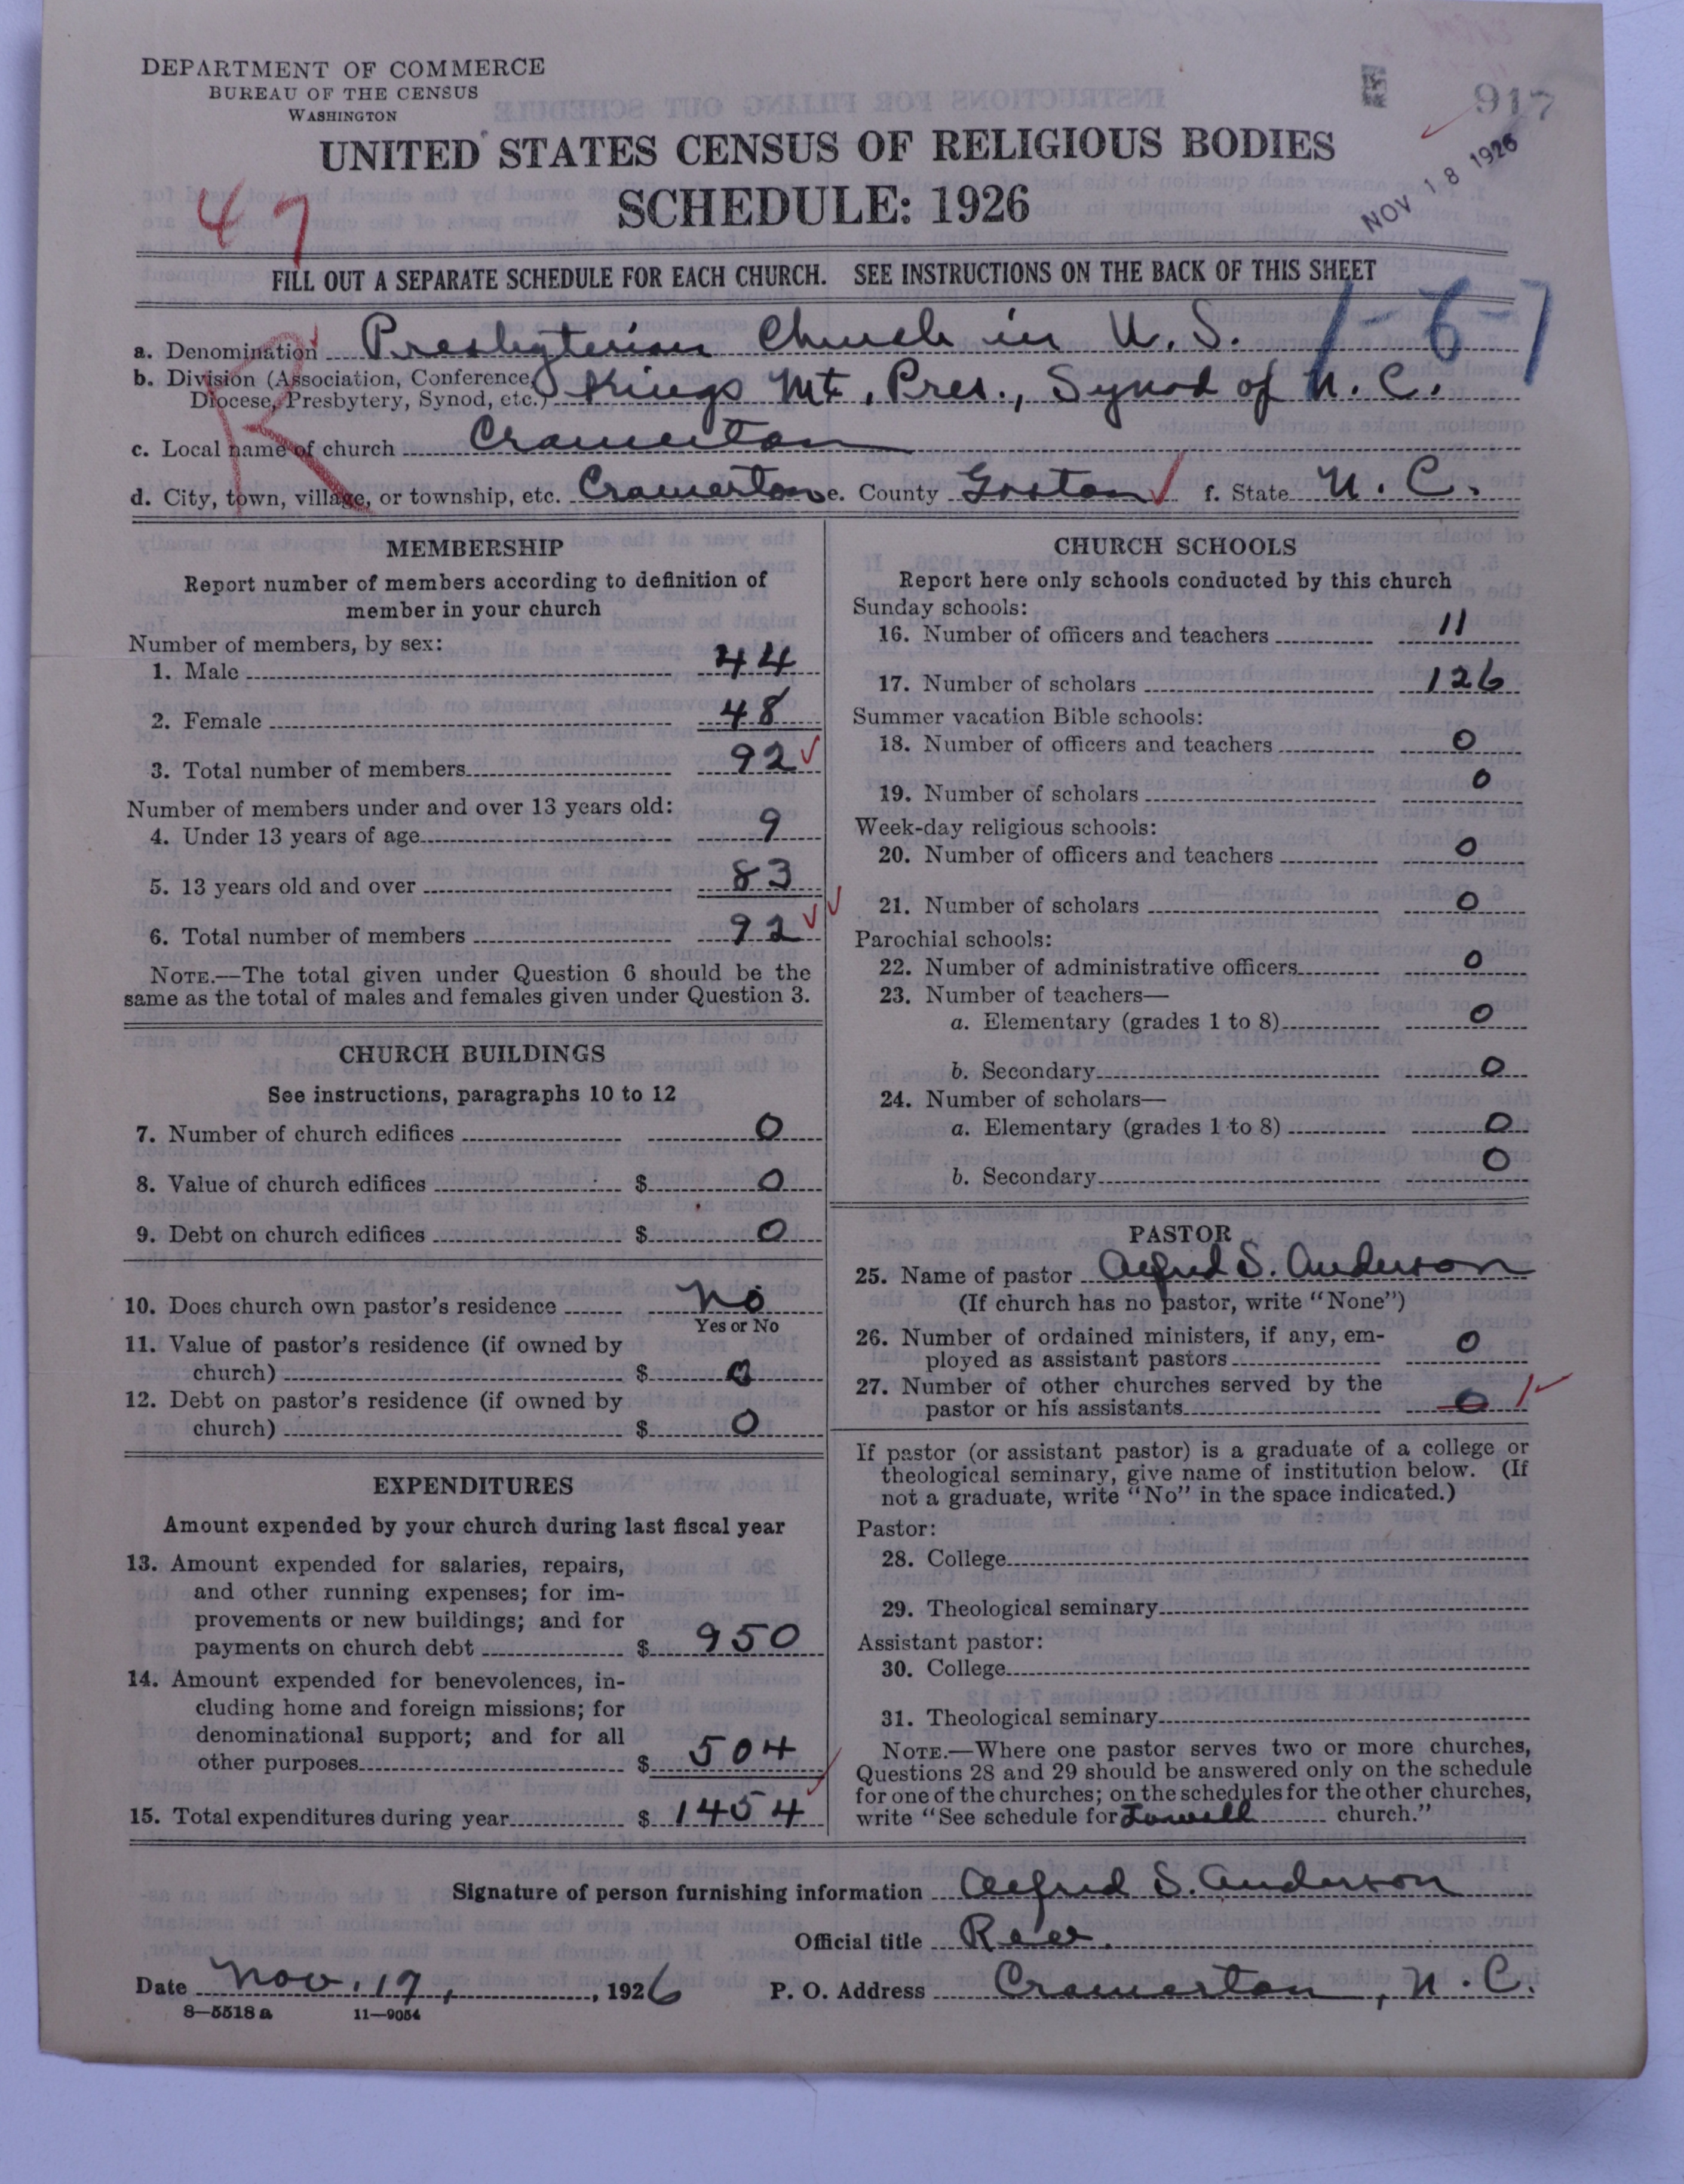 DEPARTMENT OF COMMERCE
BUREAU OF THE CENSUS
WASHINGTON
917
NOV 18 1926
UNITED STATES CENSUS OF RELIGIOUS BODIES
SCHEDULE: 1926
47
FILL OUT A SEPARATE SCHEDULE FOR EACH CHURCH. SEE INSTRUCTIONS ON THE BACK OF THIS SHEET
1-6-7
R
a. Denomination Presbyterian Church in U. S.
b. Division (Association, Conference, Diocese, Presbytery, Synod, etc.) Kings Mt. Pres., Synod of N. C.
c. Local name of church Cramerton
d. City, town, village, or township, etc. Cramerton e. County Gaston f. State N. C.
MEMBERSHIP
Report number of members according to definition of
member in your church
Number of members, by sex:
1. Male 44
2. Female 48
3. Total number of members 92
Number of members under and over 13 years old:
4. Under 13 years of age 9
5. 13 years old and over 83
6. Total number of members 92
NOTE.—The total given under Question 6 should be the
same as the total of males and females given under Question 3.
CHURCH BUILDINGS
See instructions, paragraphs 10 to 12
7. Number of church edifices 0
8. Value of church edifices $ 0
9. Debt on church edifices $ 0
10. Does church own pastor's residence No
Yes or No
11. Value of pastor's residence (if owned by
church) $ 0
12. Debt on pastor's residence (if owned by
church) $ 0
EXPENDITURES
Amount expended by your church during last fiscal year
13. Amount expended for salaries, repairs,
and other running expenses; for im-
provements or new buildings; and for
payments on church debt $ 950
14. Amount expended for benevolences, in-
cluding home and foreign missions; for
denominational support; and for all
other purposes $ 504
15. Total expenditures during year $ 1454
CHURCH SCHOOLS
Report here only schools conducted by this church
Sunday schools:
16. Number of officers and teachers 11
17. Number of scholars 126
Summer vacation Bible schools:
18. Number of officers and teachers 0
19. Number of scholars 0
Week-day religious schools:
20. Number of officers and teachers 0
21. Number of scholars 0
Parochial schools:
22. Number of administrative officers 0
23. Number of teachers—
a. Elementary (grades 1 to 8) 0
b. Secondary 0
24. Number of scholars—
a. Elementary (grades 1 to 8) 0
b. Secondary 0
PASTOR
25. Name of pastor Alfred S. Anderson
(If church has no pastor, write "None")
26. Number of ordained ministers, if any, em-
ployed as assistant pastors 0
27. Number of other churches served by the
pastor or his assistants 0 1
If pastor (or assistant pastor) is a graduate of a college or
theological seminary, give name of institution below. (If
not a graduate, write "No" in the space indicated.)
Pastor:
28. College
29. Theological seminary
Assistant pastor:
30. College
31. Theological seminary
NOTE.—Where one pastor serves two or more churches,
Questions 28 and 29 should be answered only on the schedule
for one of the churches; on the schedules for the other churches,
write "See schedule for Lowell church."
Signature of person furnishing information Alfred S. Anderson
Official title Rev.
Date Nov. 17, 1926 P. O. Address Cramerton, N. C.
8—5518 a 11—9054